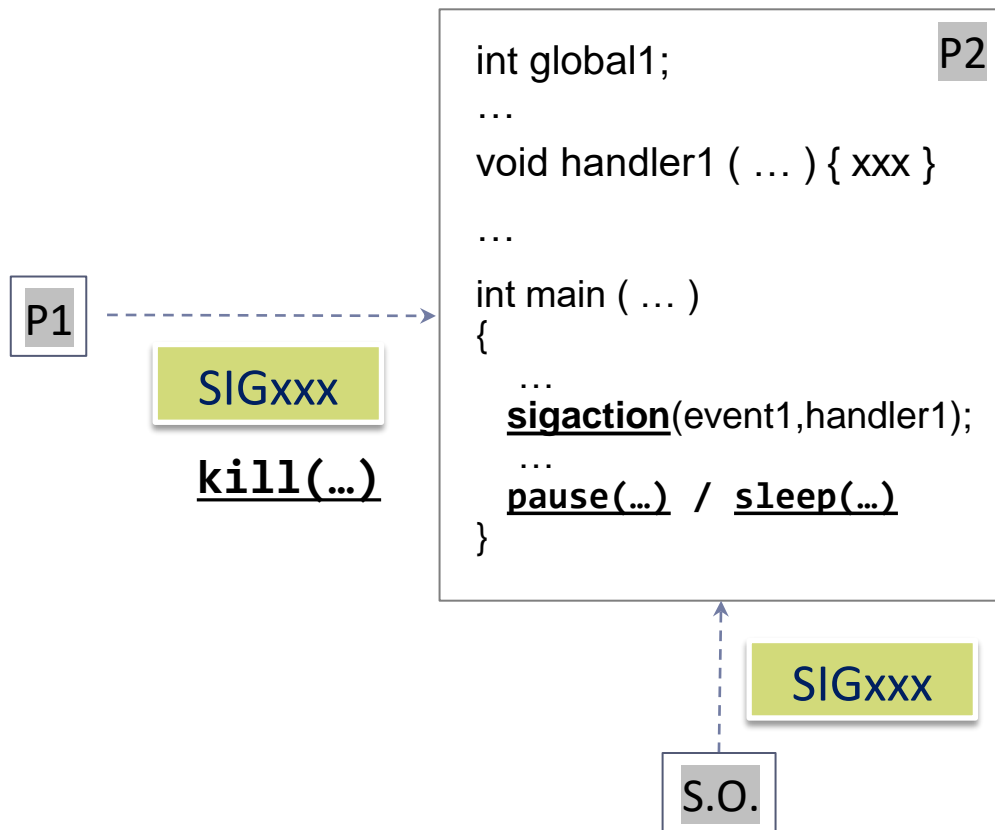 P2
int global1;
…
void handler1 ( … ) { xxx }
…
int main ( … )
{
…
sigaction(event1,handler1);
…
pause(…) / sleep(…)
}
P1
SIGxxx
kill(…)
SIGxxx
S.O.